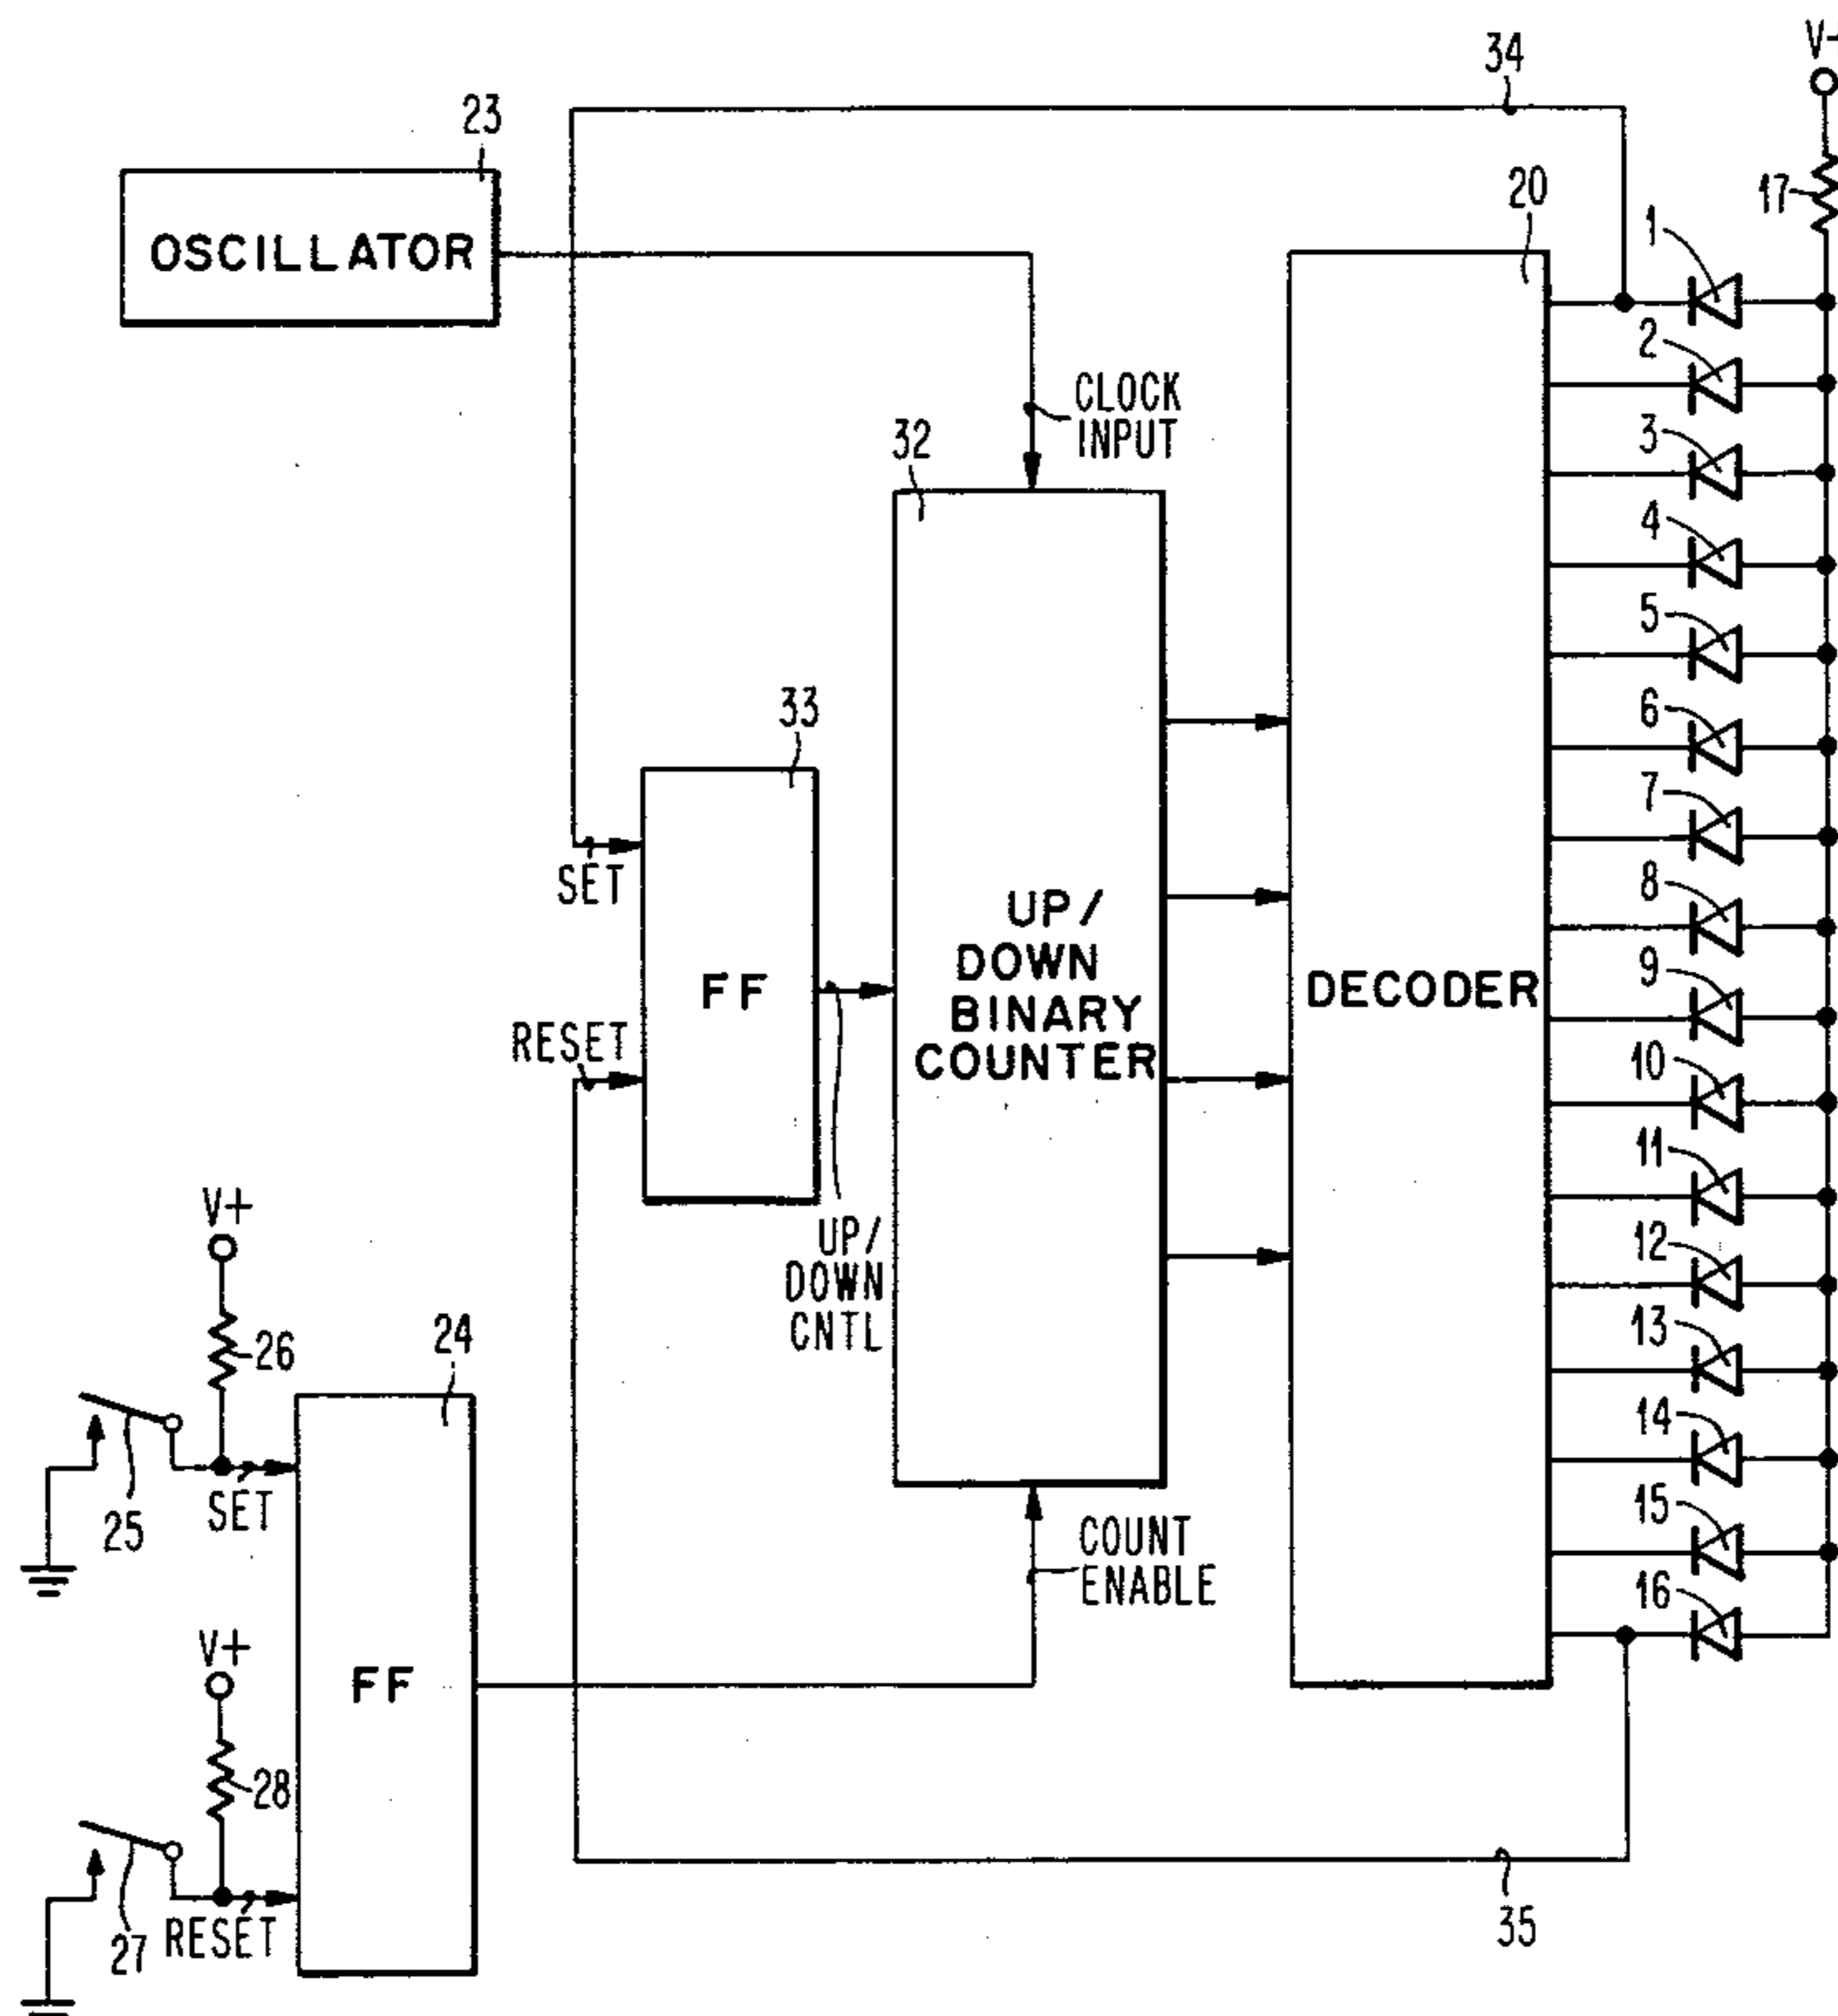 V+
34
23
17
20
1
OSCILLATOR
2
CLOCK
INPUT
3
32
4
5
6
33
7
8
SET
UP/
DOWN
BINARY
COUNTER
FF
DECODER
9
RESET
10
11
V+
UP/
DOWN
CNTL
12
13
26
24
14
25
SET
COUNT
ENABLE
15
16
V+
FF
28
27
RESET
35